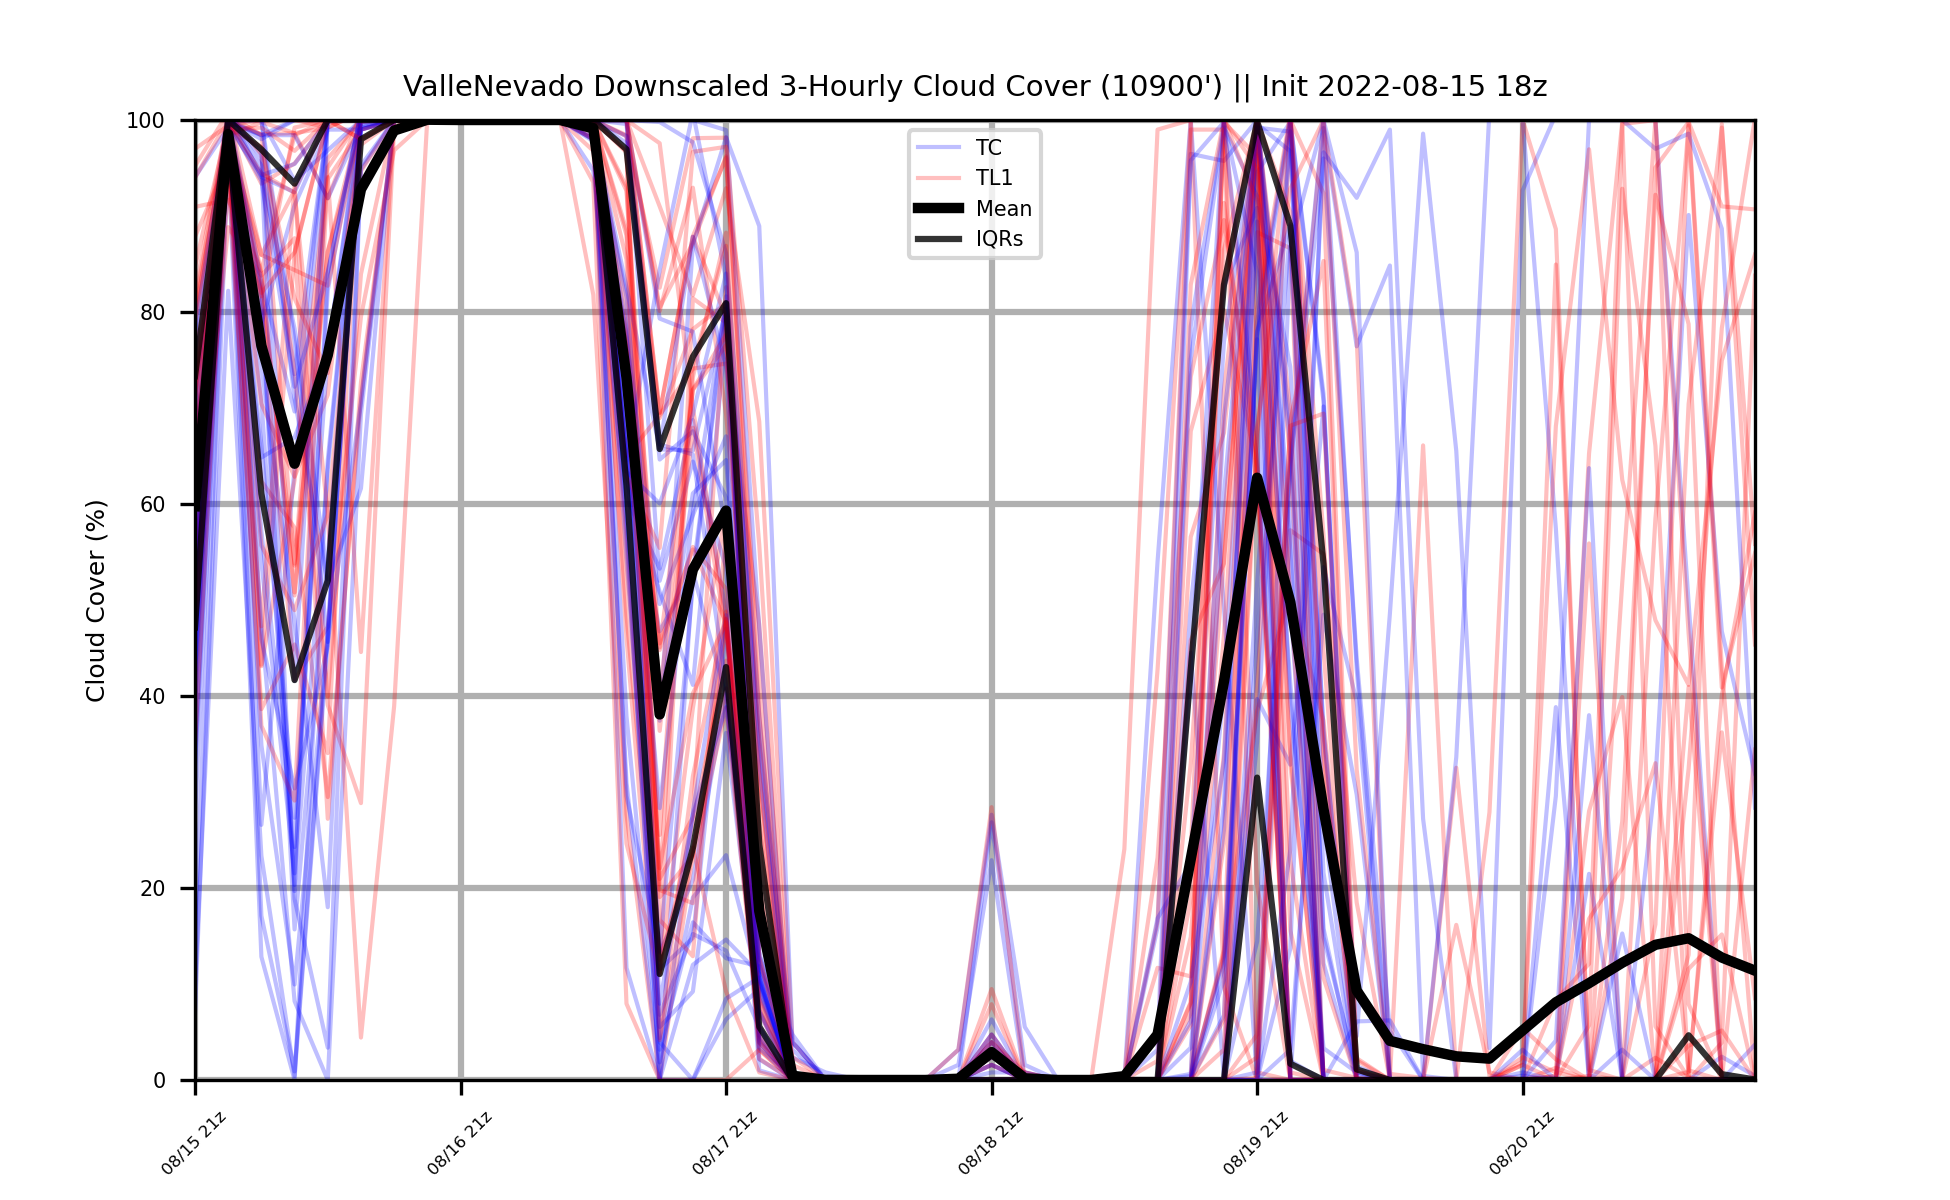 ValleNevado Downscaled 3-Hourly Cloud Cover (10900') || Init 2022-08-15 18z
TC
TL1
Mean
IQRs
Cloud Cover (%)
100
80
60
40
20
0
08/15 21z
08/16 21z
08/17 21z
08/18 21z
08/19 21z
08/20 21z